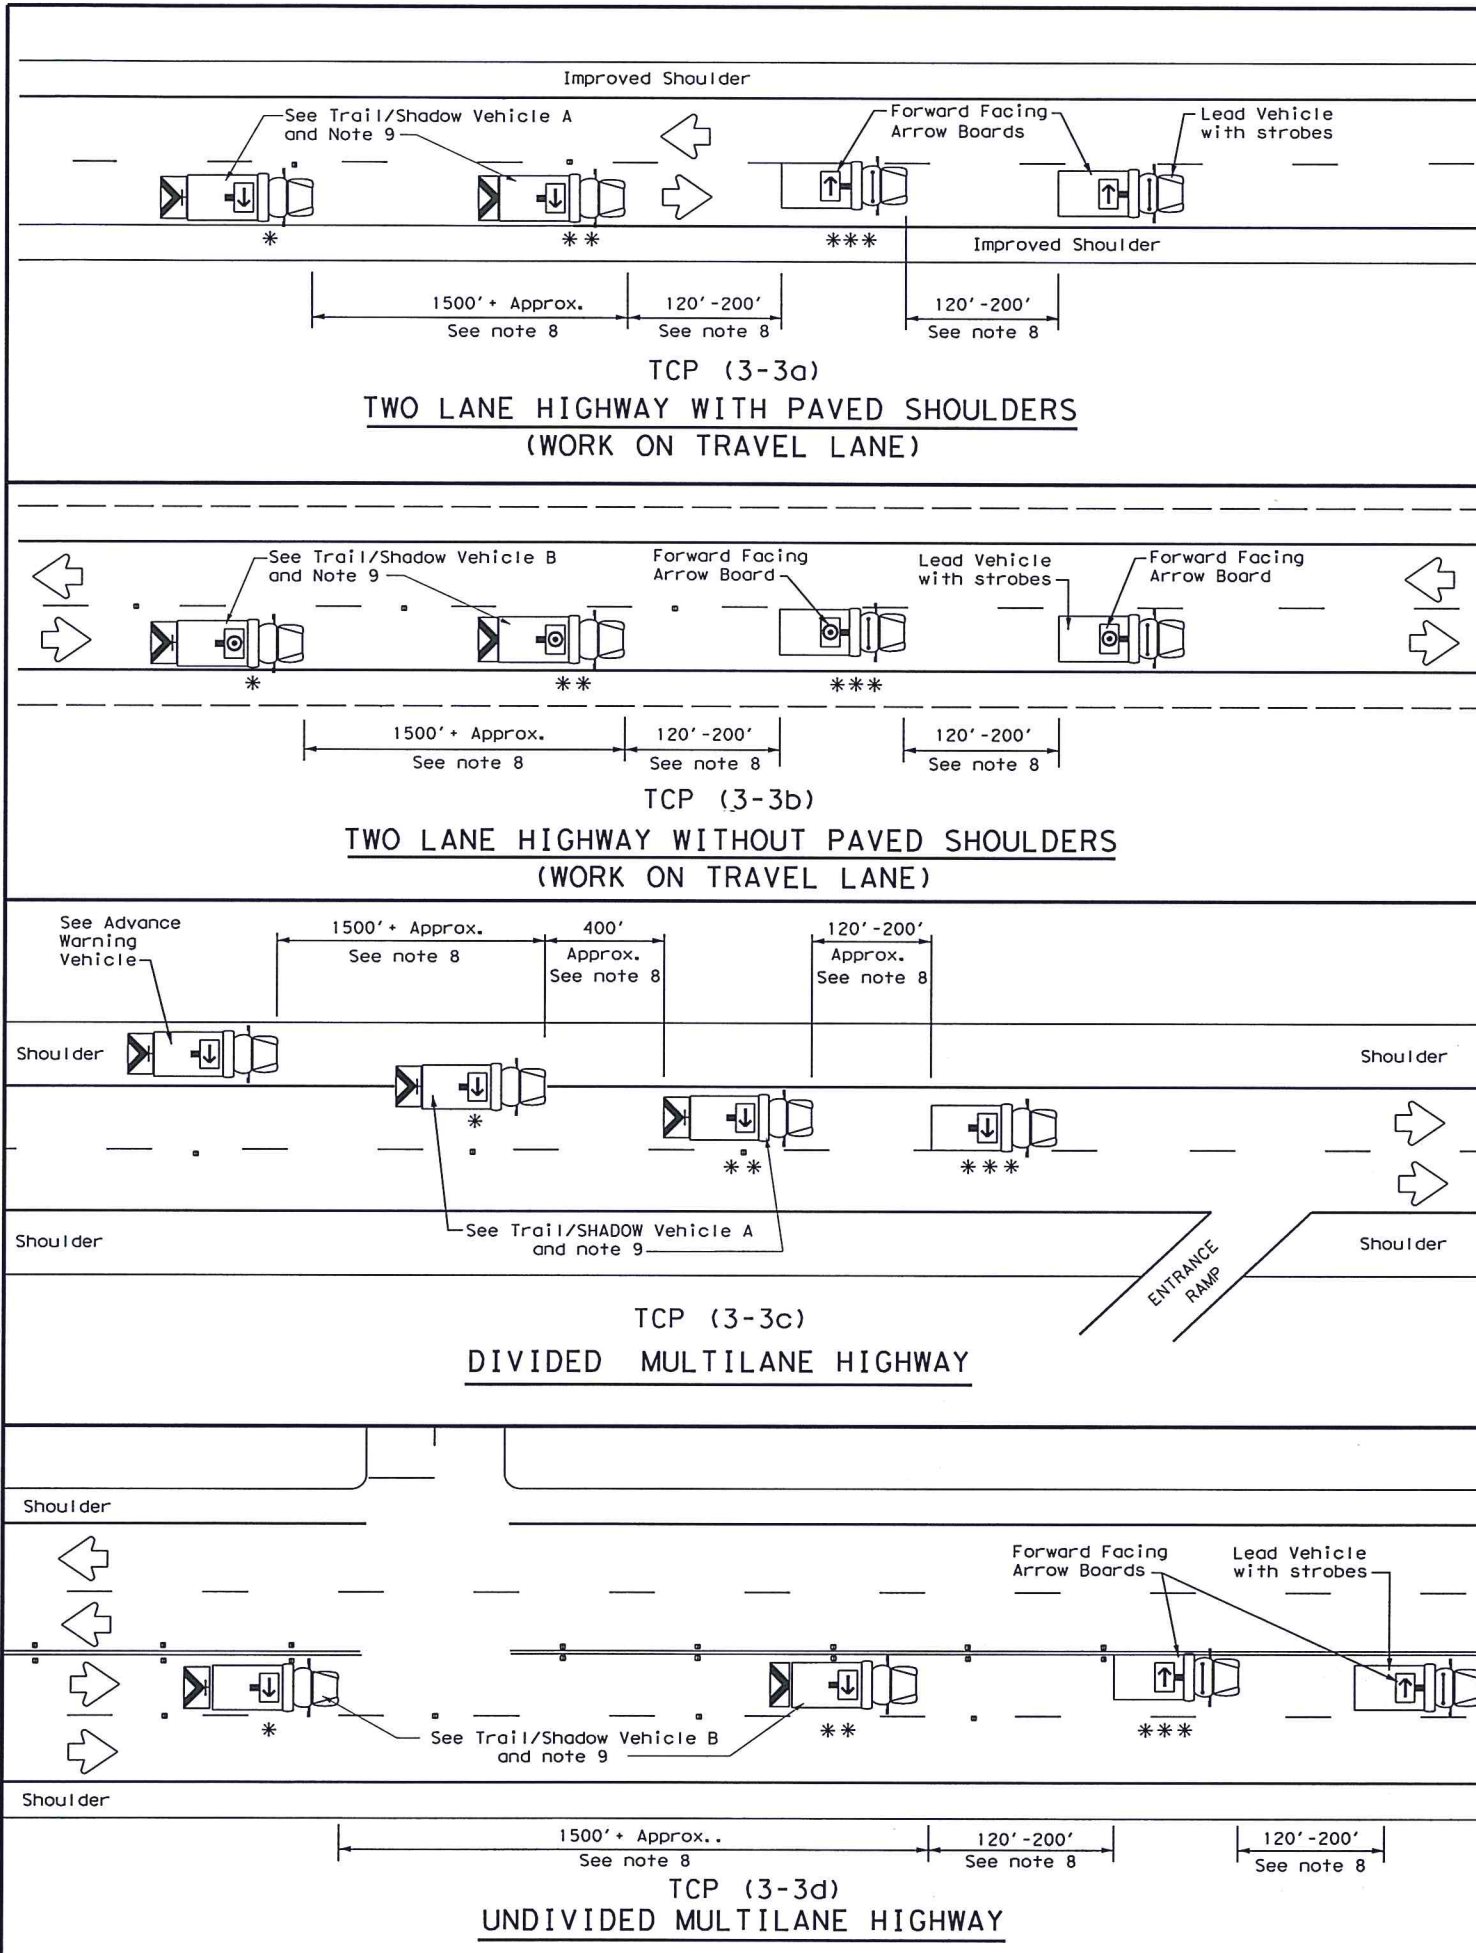 Improved Shoulder
See Trail/Shadow Vehicle A
and Note 9
Forward Facing
Arrow Boards
Lead Vehicle
with strobes
*
**
***
Improved Shoulder
1500'+ Approx.
See note 8
120'-200'
See note 8
120'-200'
See note 8
TCP (3-3a)
TWO LANE HIGHWAY WITH PAVED SHOULDERS
(WORK ON TRAVEL LANE)
See Trail/Shadow Vehicle B
and Note 9
Forward Facing
Arrow Board
Lead Vehicle
with strobes
Forward Facing
Arrow Board
*
**
***
1500'+ Approx.
See note 8
120'-200'
See note 8
120'-200'
See note 8
TCP (3-3b)
TWO LANE HIGHWAY WITHOUT PAVED SHOULDERS
(WORK ON TRAVEL LANE)
See Advance
Warning
Vehicle
1500'+ Approx.
See note 8
400'
Approx.
See note 8
120'-200'
Approx.
See note 8
Shoulder
Shoulder
*
**
***
See Trail/SHADOW Vehicle A
and note 9
Shoulder
Shoulder
ENTRANCE
RAMP
TCP (3-3c)
DIVIDED MULTILANE HIGHWAY
Shoulder
Forward Facing
Arrow Boards
Lead Vehicle
with strobes
*
**
***
See Trail/Shadow Vehicle B
and note 9
Shoulder
1500'+ Approx..
See note 8
120'-200'
See note 8
120'-200'
See note 8
TCP (3-3d)
UNDIVIDED MULTILANE HIGHWAY